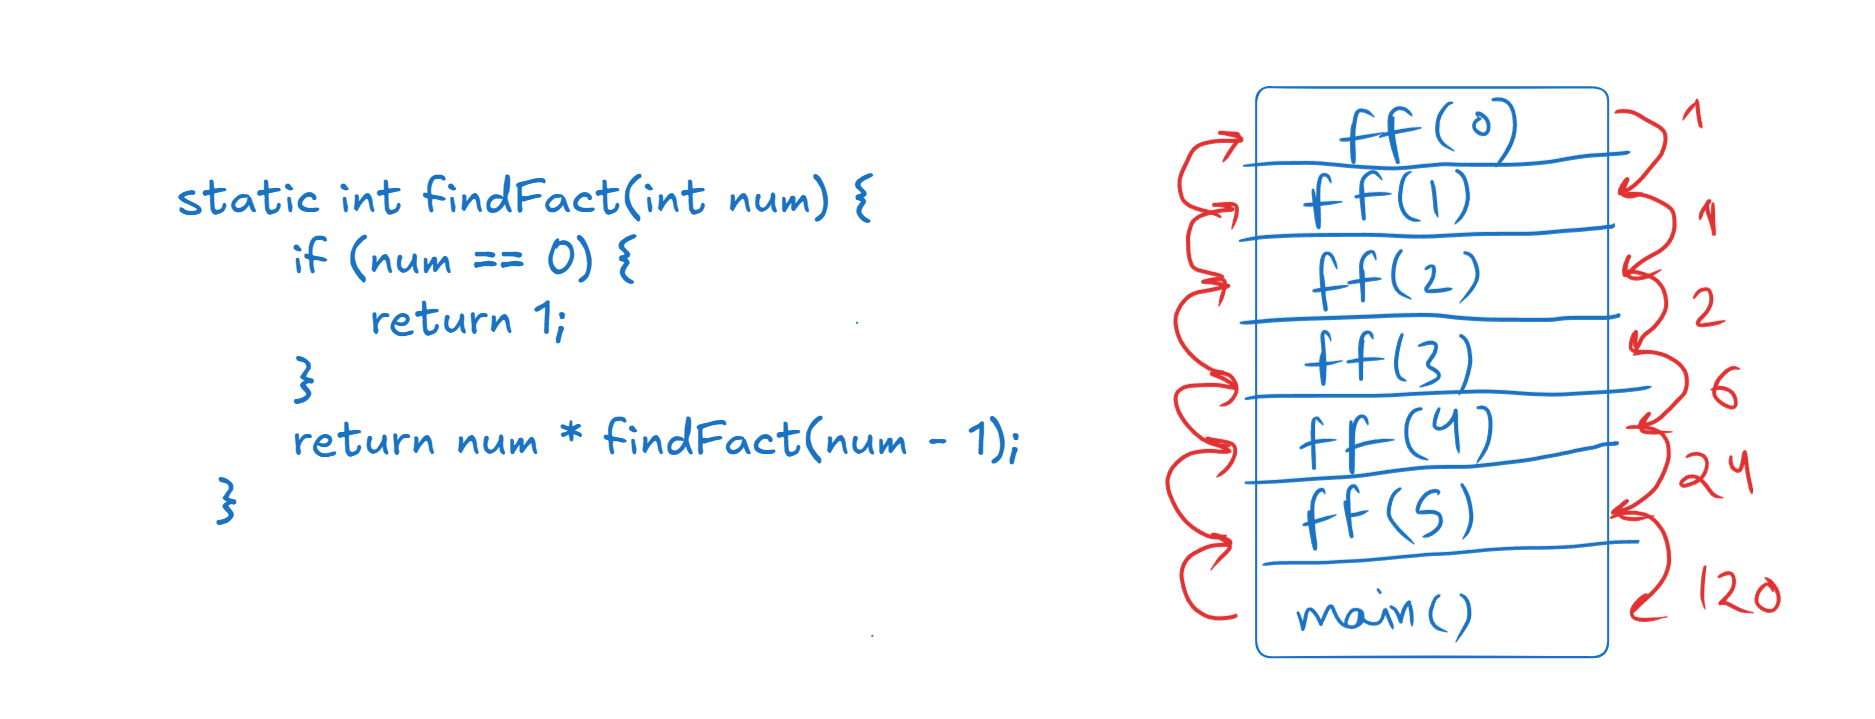 static int findFact(int num) {
if (num == 0) {
return 1;
}
return num * findFact(num - 1);
}
ff(0)
ff(1)
ff(2)
ff(3)
ff(4)
ff(5)
main()
1
1
2
6
24
120